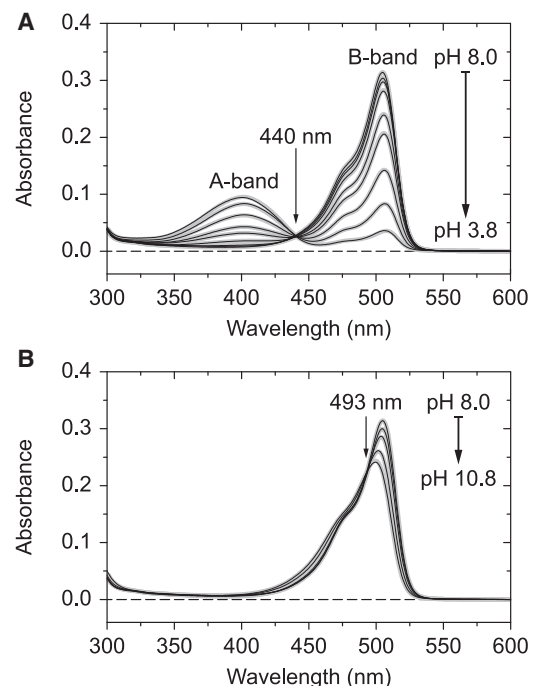 A
0.4
0.3
0.2
0.1
0.0
Absorbance
B-band
pH 8.0
440 nm
A-band
pH 3.8
300 350 400 450 500 550 600
Wavelength (nm)
B
0.4
0.3
0.2
0.1
0.0
Absorbance
493 nm
pH 8.0
pH 10.8
300 350 400 450 500 550 600
Wavelength (nm)